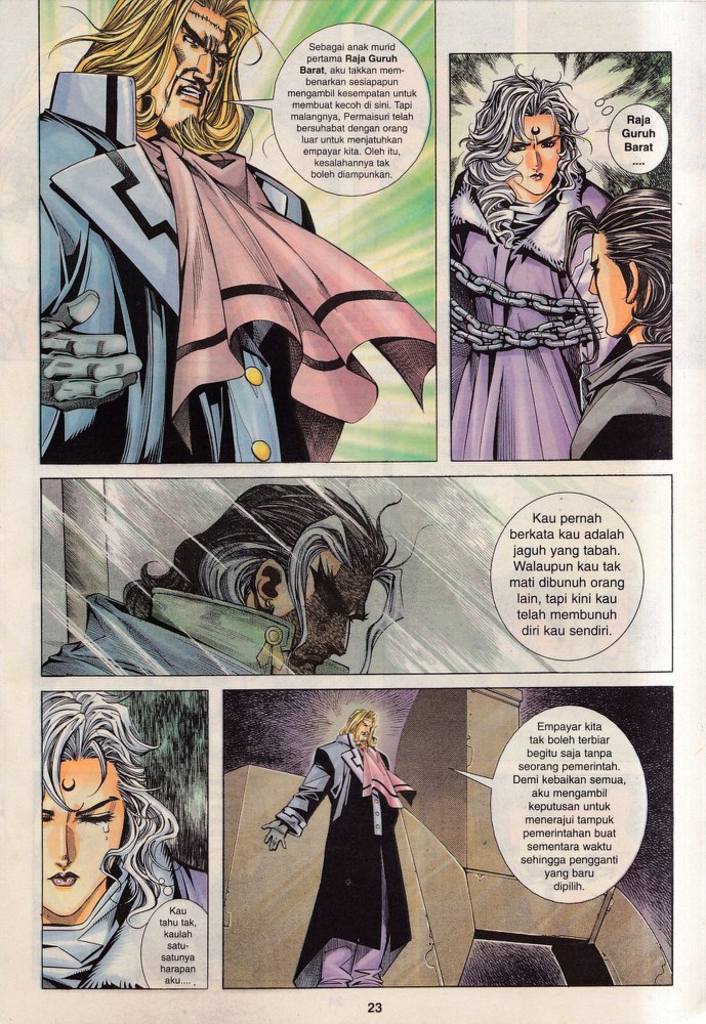 Sebagai anak murid
pertama Raja Guruh
Barat, aku takkan mem-
benarkan sesiapapun
mengambil kesempatan untuk
membuat kecoh di sini. Tapi
malangnya, Permaisuri telah
bersuhabat dengan orang
luar untuk menjatuhkan
empayar kita. Oleh itu,
kesalahannya tak
boleh diampunkan.
Raja
Guruh
Barat
....
Kau pernah
berkata kau adalah
jaguh yang tabah.
Walaupun kau tak
mati dibunuh orang
lain, tapi kini kau
telah membunuh
diri kau sendiri.
Kau
tahu tak,
kaulah
satu-
satunya
harapan
aku....
Empayar kita
tak boleh terbiar
begitu saja tanpa
seorang pemerintah.
Demi kebaikan semua,
aku mengambil
keputusan untuk
menerajui tampuk
pemerintahan buat
sementara waktu
sehingga pengganti
yang baru
dipilih.
23